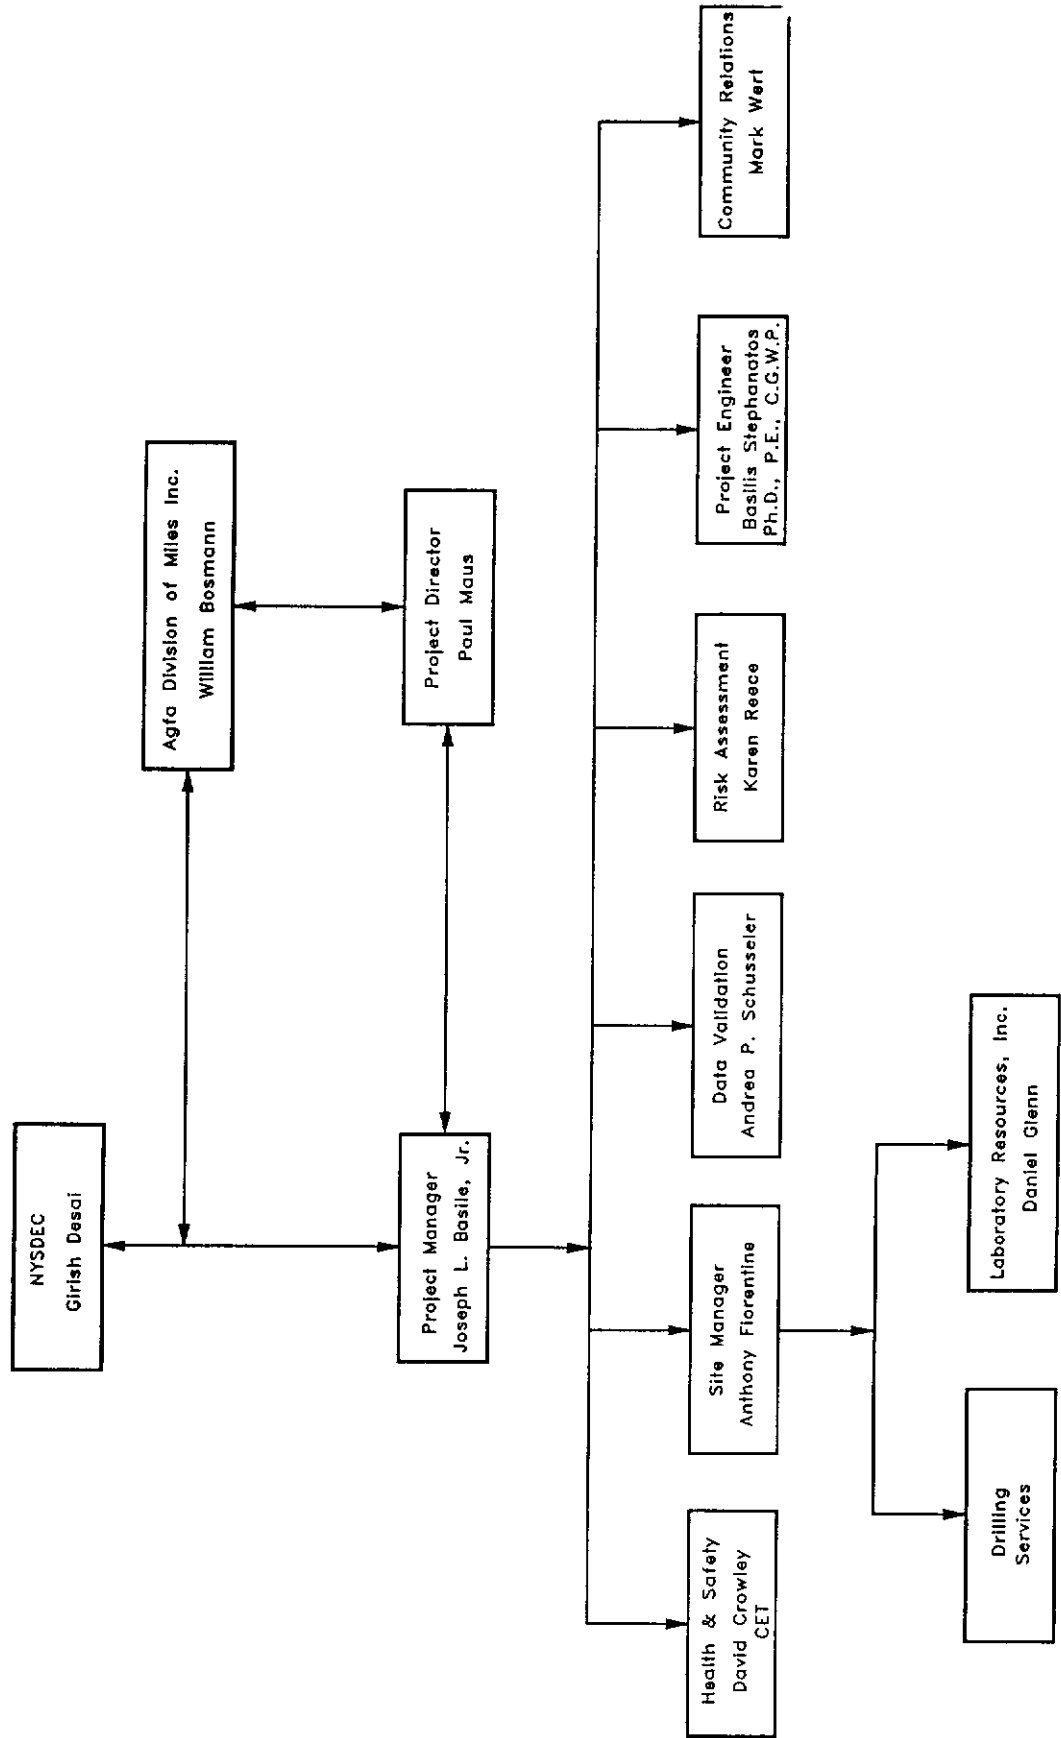 NYSDEC
Girish Desai
Agfa Division of Miles Inc.
William Bosmann
Project Manager
Joseph L. Basile, Jr.
Project Director
Paul Maus
Health & Safety
David Crowley
CET
Site Manager
Anthony Fiorentine
Data Validation
Andrea P. Schusseler
Risk Assessment
Karen Reece
Project Engineer
Basilis Stephanatos
Ph.D., P.E., C.G.W.P.
Community Relations
Mark Wert
Drilling
Services
Laboratory Resources, Inc.
Daniel Glenn